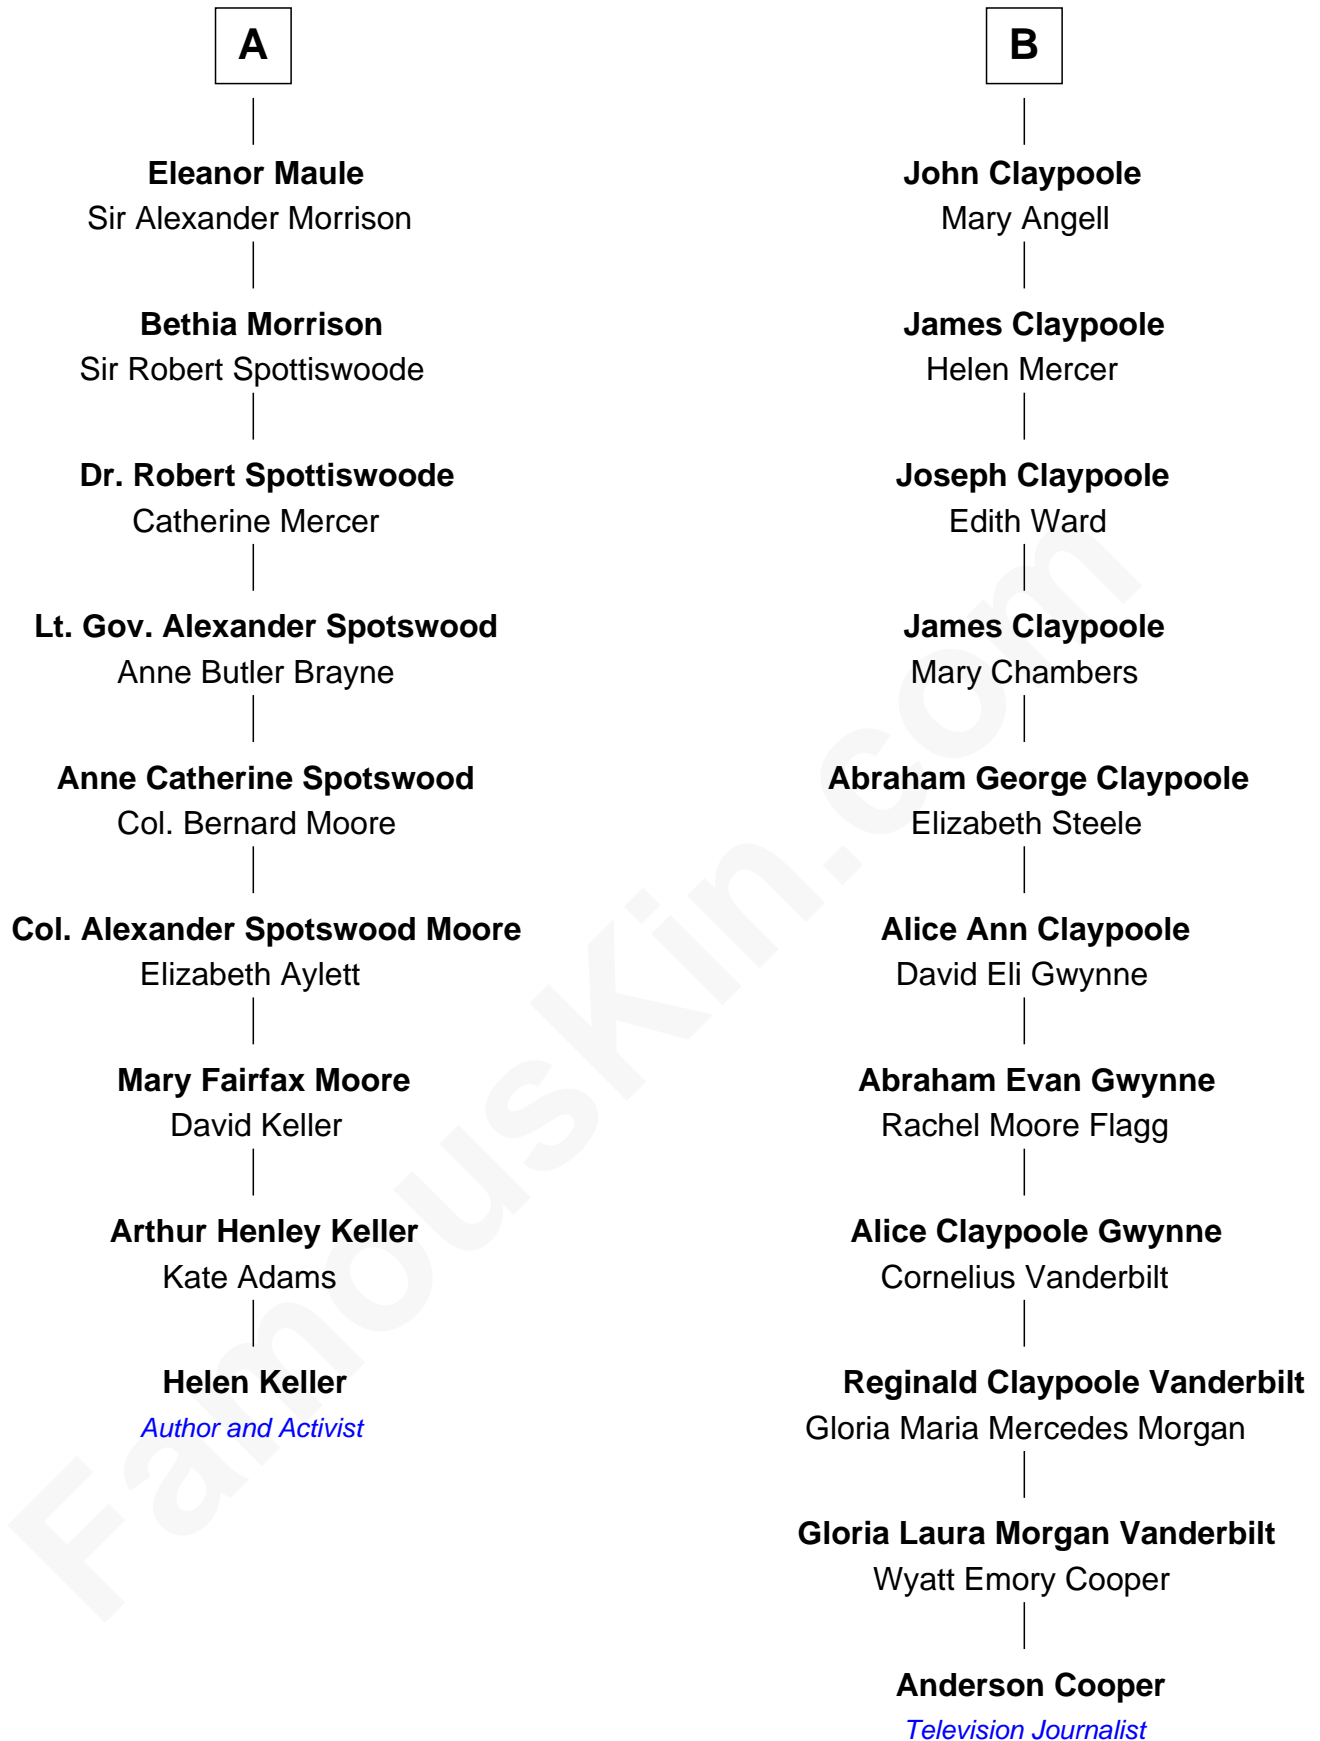 A
Eleanor Maule
Sir Alexander Morrison
Bethia Morrison
Sir Robert Spottiswoode
Dr. Robert Spottiswoode
Catherine Mercer
Lt. Gov. Alexander Spotswood
Anne Butler Brayne
Anne Catherine Spotswood
Col. Bernard Moore
Col. Alexander Spotswood Moore
Elizabeth Aylett
Mary Fairfax Moore
David Keller
Arthur Henley Keller
Kate Adams
Helen Keller
Author and Activist
B
John Claypoole
Mary Angell
James Claypoole
Helen Mercer
Joseph Claypoole
Edith Ward
James Claypoole
Mary Chambers
Abraham George Claypoole
Elizabeth Steele
Alice Ann Claypoole
David Eli Gwynne
Abraham Evan Gwynne
Rachel Moore Flagg
Alice Claypoole Gwynne
Cornelius Vanderbilt
Reginald Claypoole Vanderbilt
Gloria Maria Mercedes Morgan
Gloria Laura Morgan Vanderbilt
Wyatt Emory Cooper
Anderson Cooper
Television Journalist
FamousKin.com